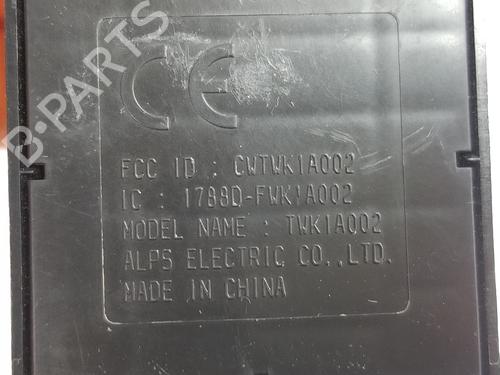 B-PARTS
CE
FCC ID : CWTWK1A002
IC : 1788D-FWK1A002
MODEL NAME : TWK1A002
ALPS ELECTRIC CO.,LTD.
MADE IN CHINA